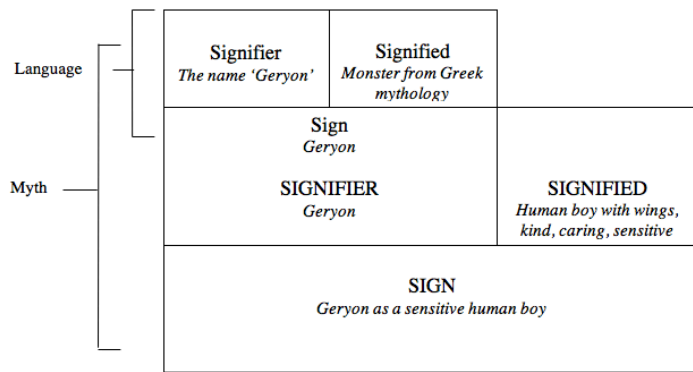 Language
Myth
Signifier
The name ‘Geryon’
Signified
Monster from Greek
mythology
Sign
Geryon
SIGNIFIER
Geryon
SIGNIFIED
Human boy with wings,
kind, caring, sensitive
SIGN
Geryon as a sensitive human boy